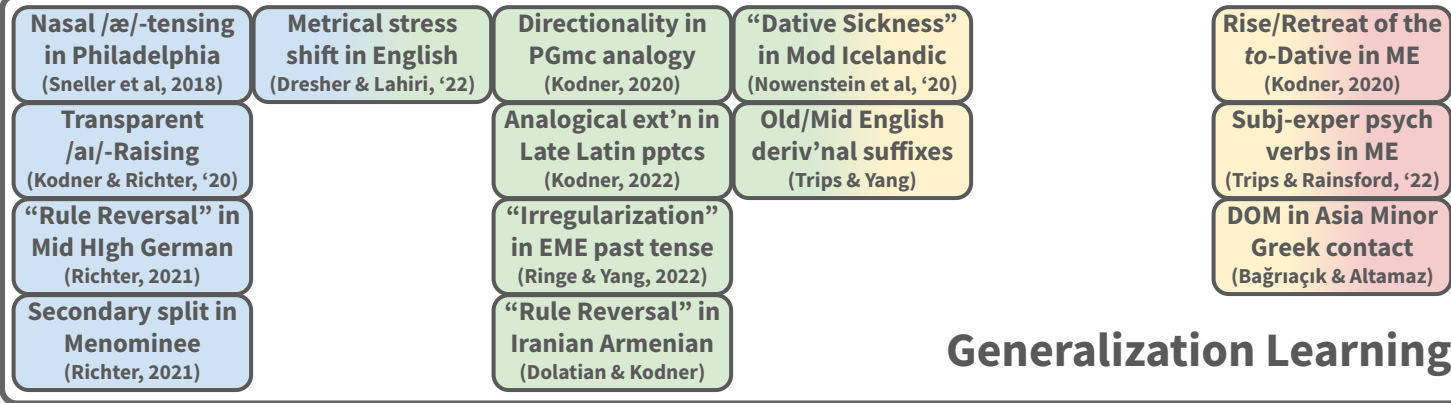 Nasal /æ/-tensing
in Philadelphia
(Sneller et al, 2018)
Transparent
/aɪ/-Raising
(Kodner & Richter, ‘20)
“Rule Reversal” in
Mid HIgh German
(Richter, 2021)
Secondary split in
Menominee
(Richter, 2021)
Metrical stress
shift in English
(Dresher & Lahiri, ‘22)
Directionality in
PGmc analogy
(Kodner, 2020)
Analogical ext’n in
Late Latin pptcs
(Kodner, 2022)
“Irregularization”
in EME past tense
(Ringe & Yang, 2022)
“Rule Reversal” in
Iranian Armenian
(Dolatian & Kodner)
“Dative Sickness”
in Mod Icelandic
(Nowenstein et al, ‘20)
Old/Mid English
deriv’nal suffixes
(Trips & Yang)
Rise/Retreat of the
to-Dative in ME
(Kodner, 2020)
Subj-exper psych
verbs in ME
(Trips & Rainsford, ‘22)
DOM in Asia Minor
Greek contact
(Bağrıaçık & Altamaz)
Generalization Learning